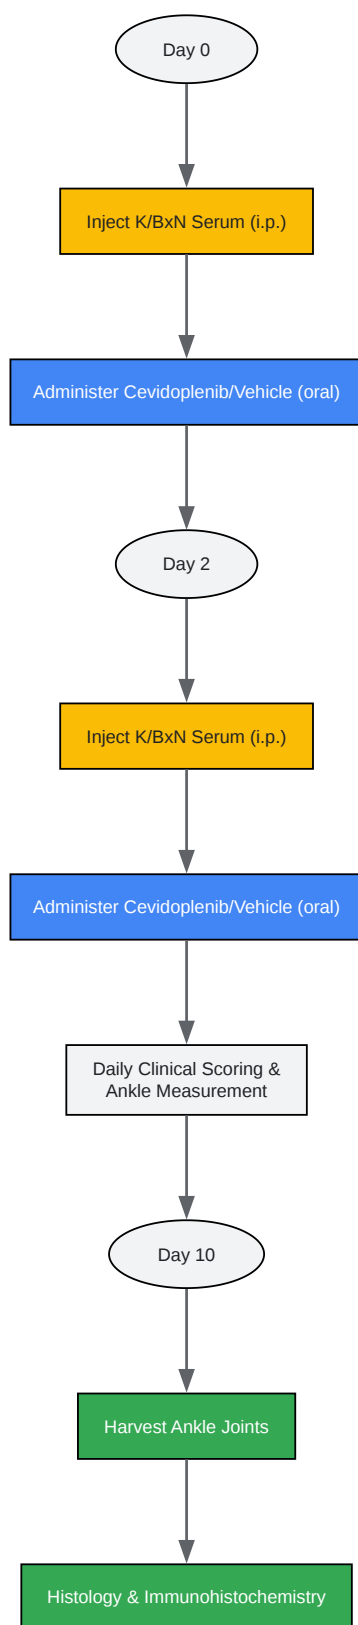 Day 0
Inject K/BxN Serum (i.p.)
Administer Cevidoplenib/Vehicle (oral)
Day 2
Inject K/BxN Serum (i.p.)
Administer Cevidoplenib/Vehicle (oral)
Daily Clinical Scoring &
Ankle Measurement
Day 10
Harvest Ankle Joints
Histology & Immunohistochemistry